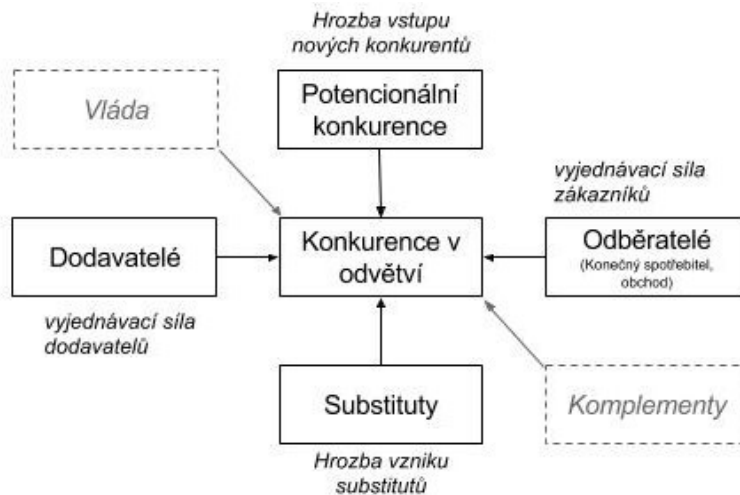 Hrozba vstupu
nových konkurentů
Vláda
Potencionální
konkurence
vyjednávací síla
zákazníků
Dodavatelé
Konkurence v
odvětví
Odběratelé
(Konečný spotřebitel,
obchod)
vyjednávací síla
dodavatelů
Substituty
Komplementy
Hrozba vzniku
substitutů